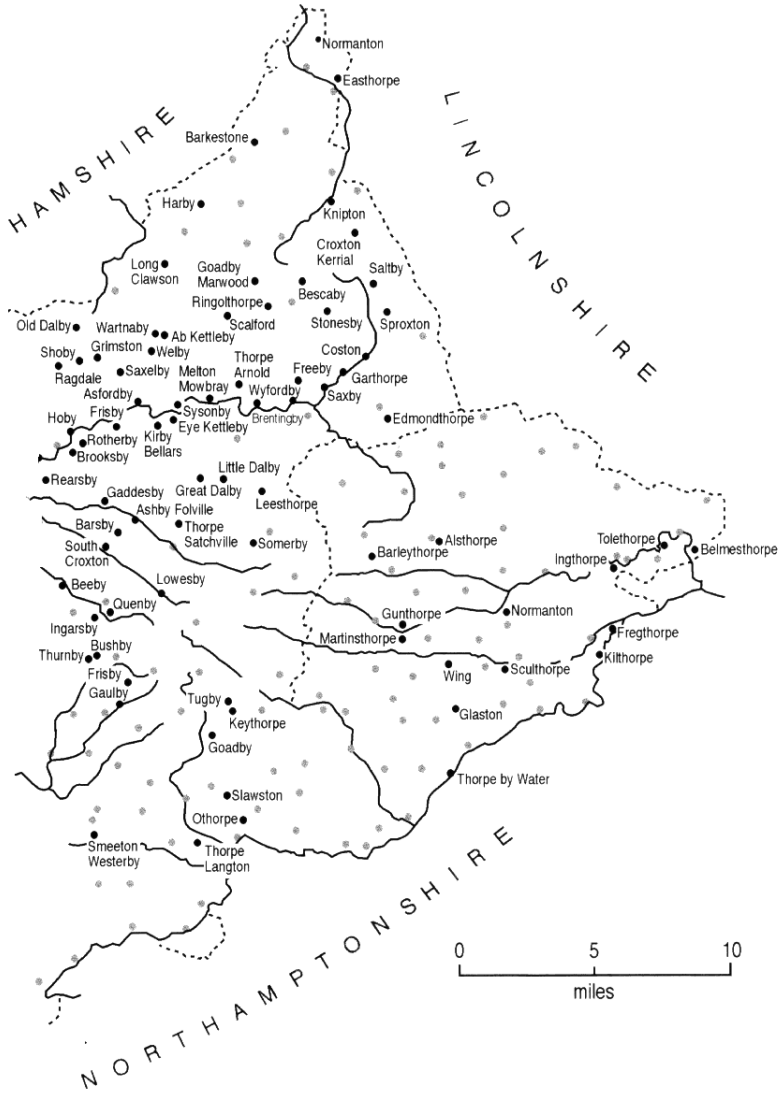 Normanton
Easthorpe
LINCOLNSHIRE
HAMSHIRE
Barkestone
Harby
Knipton
Croxton
Kerrial
Long
Clawson
Goadby
Marwood
Saltby
Bescaby
Ringolthorpe
Scalford
Stonesby
Sproxton
Old Dalby
Wartnaby
Ab Kettleby
Shoby
Grimston
Welby
Coston
Ragdale
Saxelby
Melton
Mowbray
Thorpe
Arnold
Freeby
Garthorpe
Asfordby
Wyfordby
Saxby
Hoby
Frisby
Sysonby
Brentingby
Edmondthorpe
Rotherby
Kirby
Bellars
Eye Kettleby
Brooksby
Rearsby
Little Dalby
Great Dalby
Leesthorpe
Gaddesby
Ashby Folville
Barsby
Thorpe
Satchville
Somerby
Alsthorpe
Tolethorpe
Belmesthorpe
South
Croxton
Barleythorpe
Ingthorpe
Beeby
Lowesby
Quenby
Gunthorpe
Normanton
Ingarsby
Martinsthorpe
Fregthorpe
Bushby
Thurnby
Kilthorpe
Wing
Sculthorpe
Frisby
Gaulby
Tugby
Keythorpe
Glaston
Goadby
Thorpe by Water
Slawston
Othorpe
Smeeton
Westerby
Thorpe
Langton
NORTHAMPTONSHIRE
0 5 10
miles